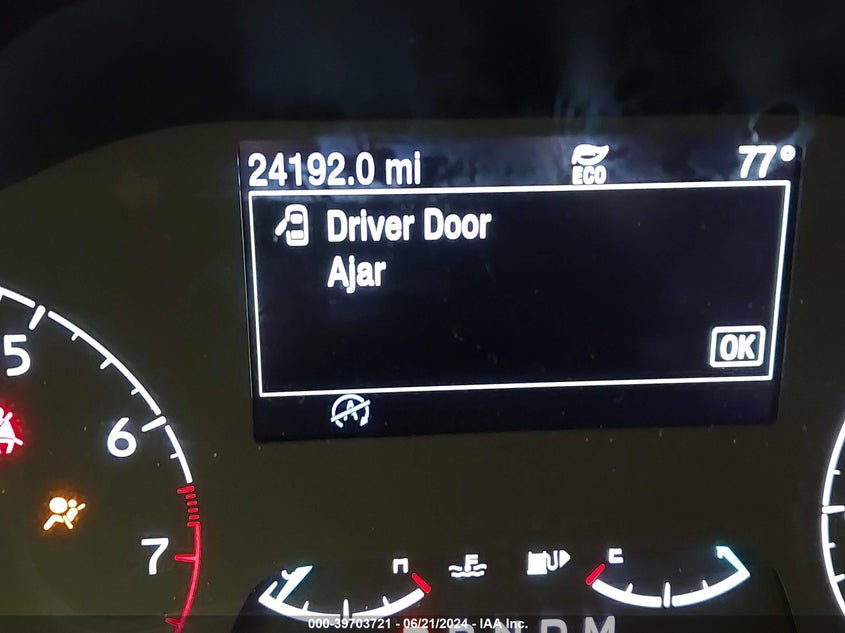 24192.0 mi
ECO
77°
Driver Door
Ajar
OK
A
5
6
7
000-39703721 - 06/21/2024 - IAA Inc.